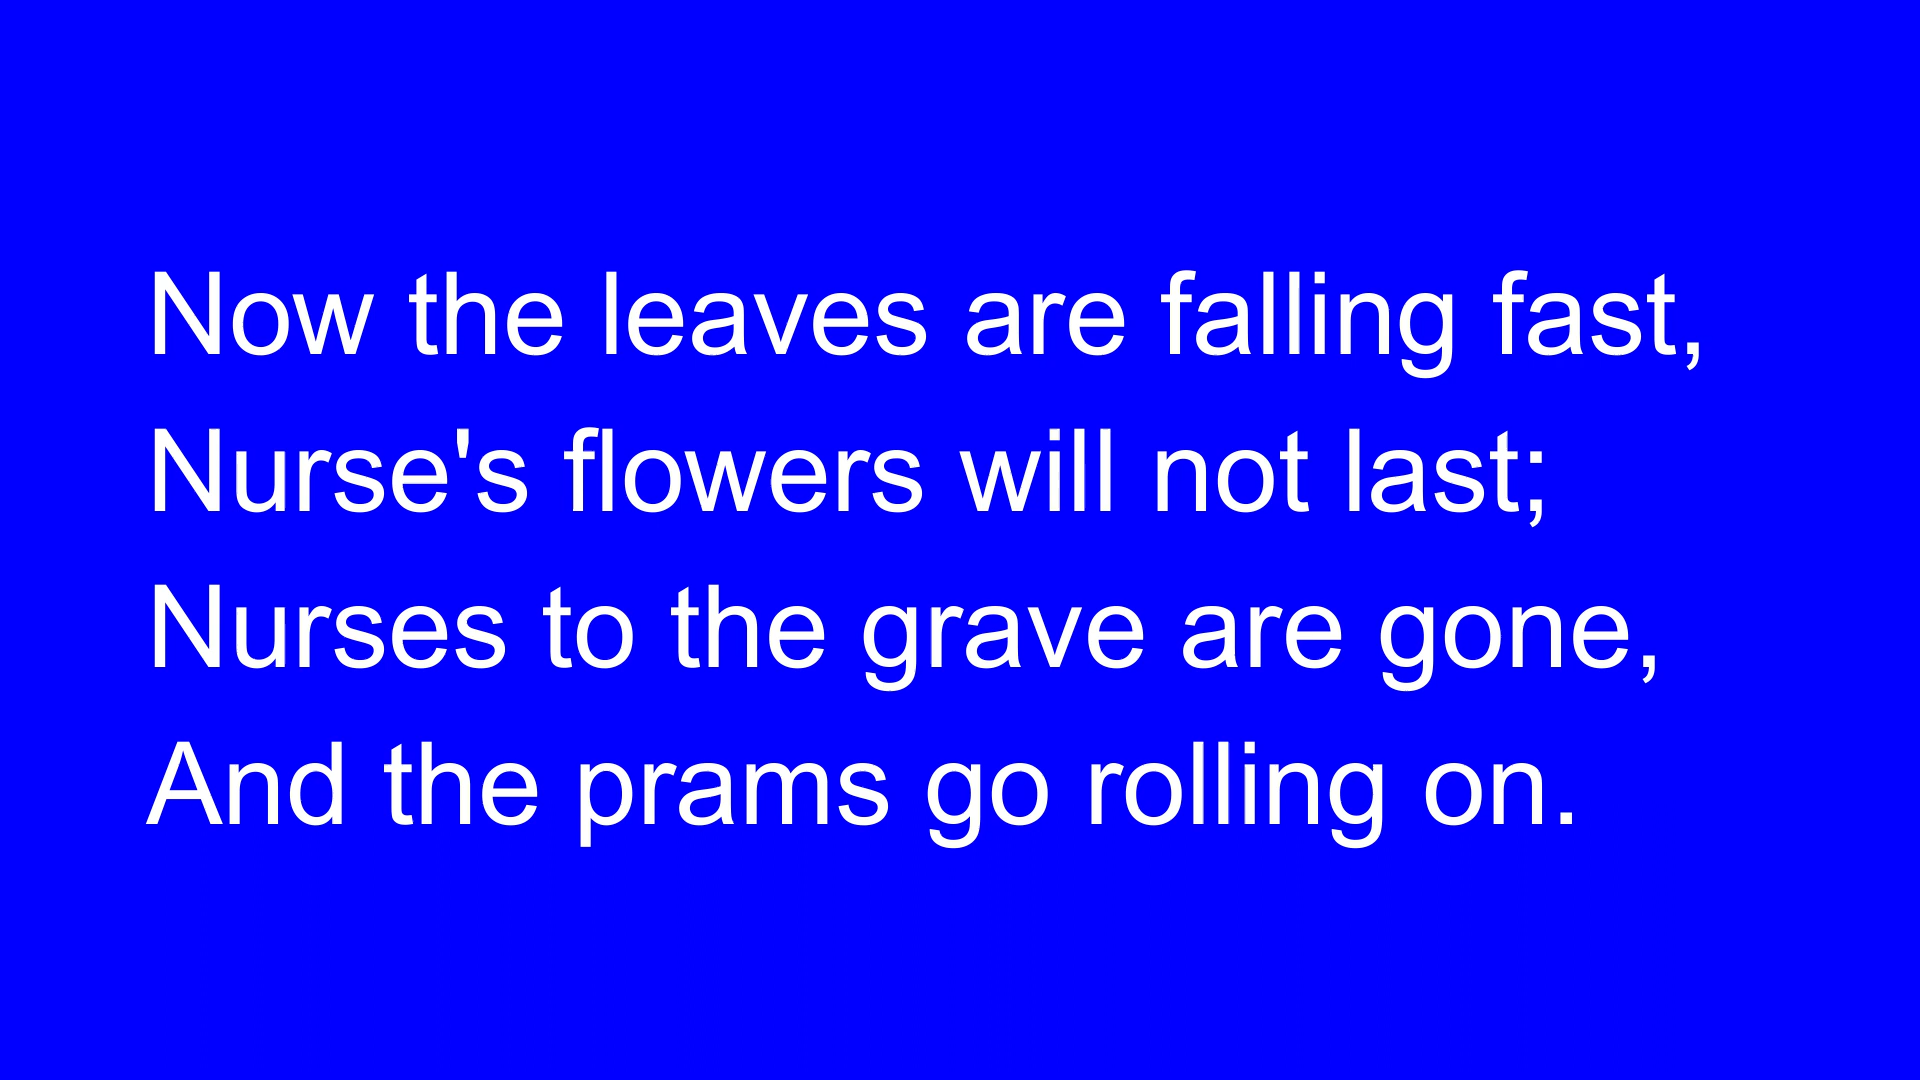 Now the leaves are falling fast,
Nurse's flowers will not last;
Nurses to the grave are gone,
And the prams go rolling on.